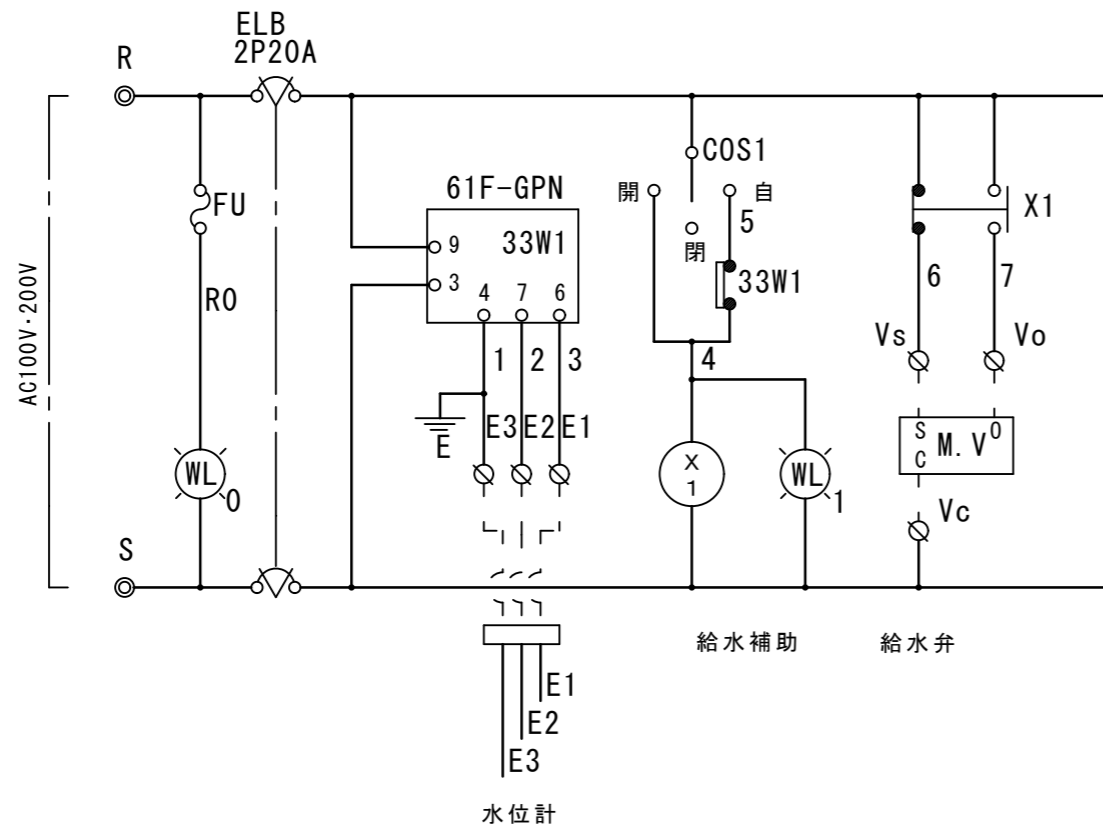 ELB
2P20A
R
COS1
61F-GPN
開
自
FU
X1
9
33W1
5
閉
3
4
7
6
33W1
6
7
R0
AC100V·200V
1
2
3
4
Vs
Vo
E
E3
E2
E1
S
C
M.V
O
WL
0
X
1
WL
1
Vc
S
給水補助
給水弁
E1
E2
E3
水位計